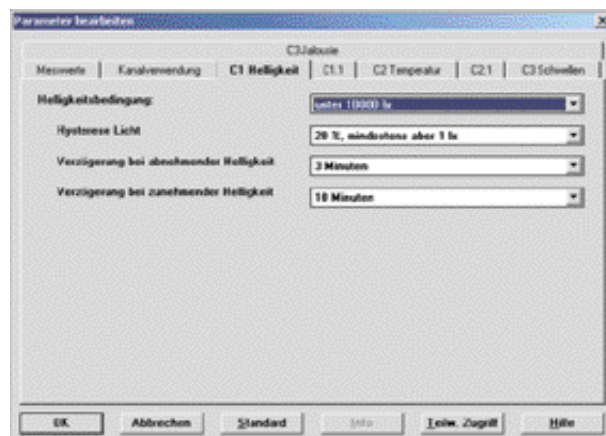 Parameter bearbeiten
C3Jalousie
Messwerte Kanalverwendung C1 Helligkeit C1.1 C2 Temperatur C2.1 C3 Schwellen
Helligkeitsbedingung: unter 10000 lx
Hysterese Licht 20 %, mindestens aber 1 lx
Verzögerung bei abnehmender Helligkeit 3 Minuten
Verzögerung bei zunehmender Helligkeit 10 Minuten
OK Abbrechen Standard Info Teilw. Zugriff Hilfe